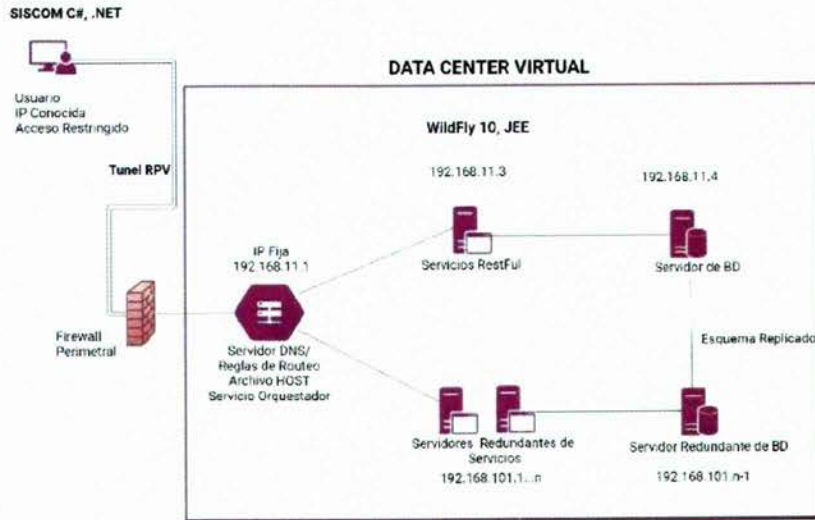 SISCOM C#, .NET
Usuario
IP Conocida
Acceso Restringido
Tunel RPV
DATA CENTER VIRTUAL
WildFly 10, JEE
192.168.11.3
192.168.11.4
IP Fija
192.168.11.1
Servicios RestFul
Servidor de BD
Firewall
Perimetral
Servidor DNS/
Reglas de Routeo
Archivo HOST
Servicio Orquestador
Esquema Replicado
Servidores Redundantes de
Servicios
192.168.101.1...n
Servidor Redundante de BD
192.168.101.n-1